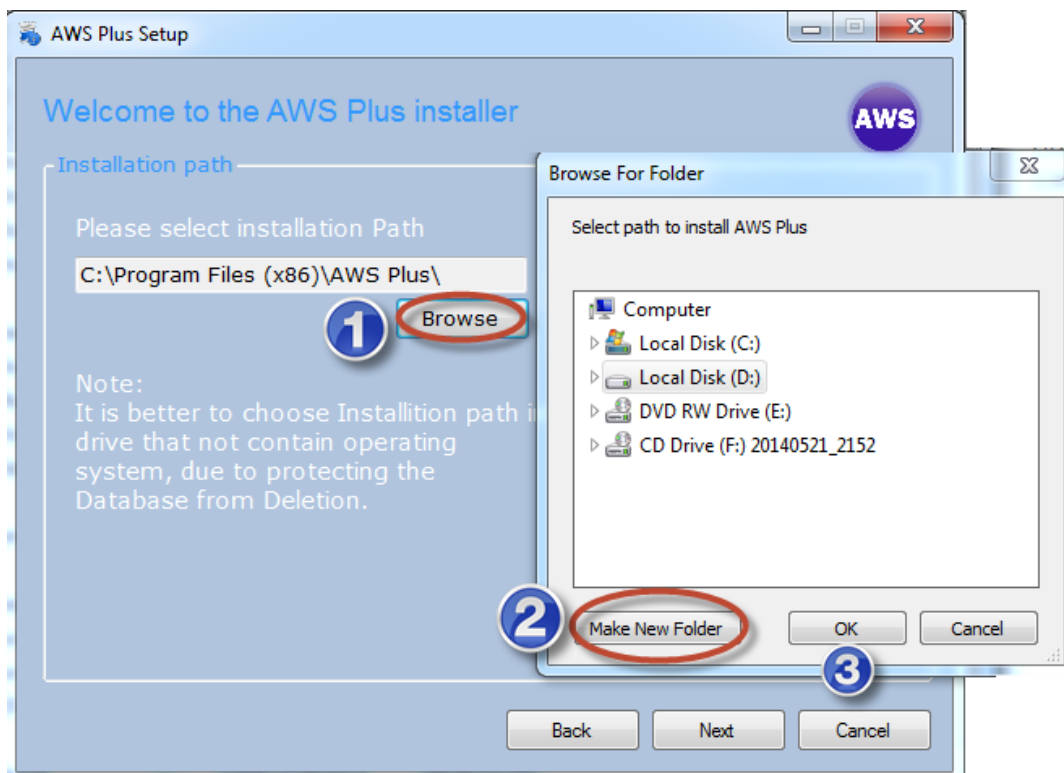 AWS Plus Setup
Welcome to the AWS Plus installer
AWS
Installation path
Please select installation Path
C:\Program Files (x86)\AWS Plus\
1
Browse
Note:
It is better to choose Installition path i
drive that not contain operating
system, due to protecting the
Database from Deletion.
Browse For Folder
Select path to install AWS Plus
Computer
Local Disk (C:)
Local Disk (D:)
DVD RW Drive (E:)
CD Drive (F:) 20140521_2152
2
Make New Folder
OK
Cancel
3
Back
Next
Cancel